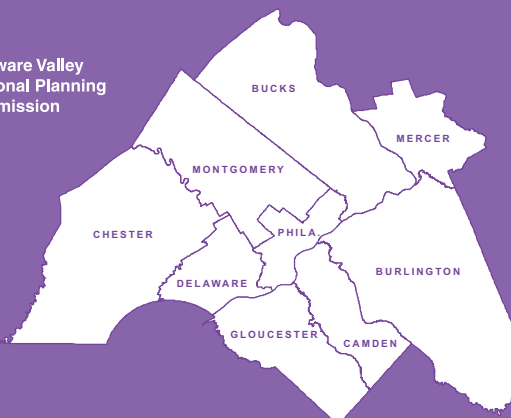 ware Valley
onal Planning
mission
BUCKS
MERCER
MONTGOMERY
PHILA.
CHESTER
BURLINGTON
DELAWARE
GLOUCESTER
CAMDEN